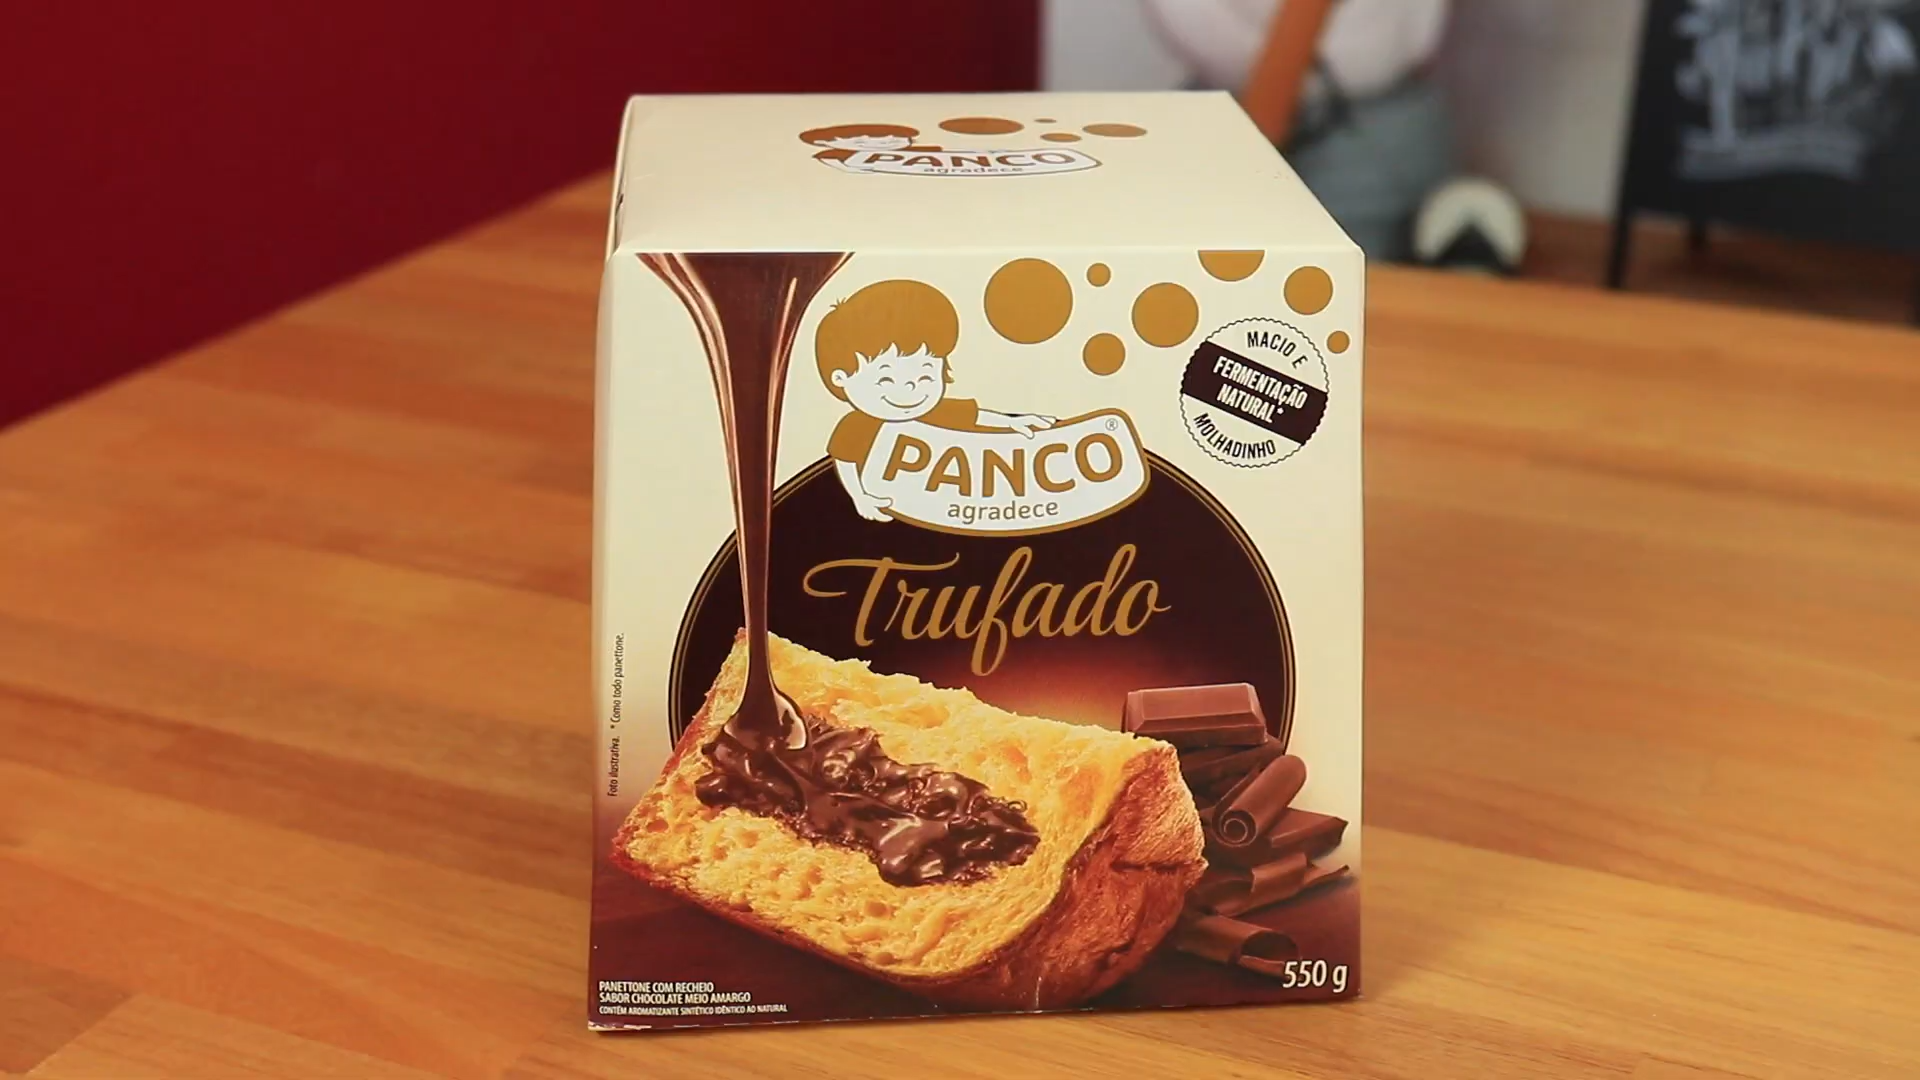 PANCO
agradece
MACIO E
FERMENTAÇÃO
NATURAL*
MOLHADINHO
PANCO®
agradece
Trufado
Foto ilustrativa. * Como todo panettone.
550 g
PANETTONE COM RECHEIO
SABOR CHOCOLATE MEIO AMARGO
CONTÉM AROMATIZANTE SINTÉTICO IDÊNTICO AO NATURAL